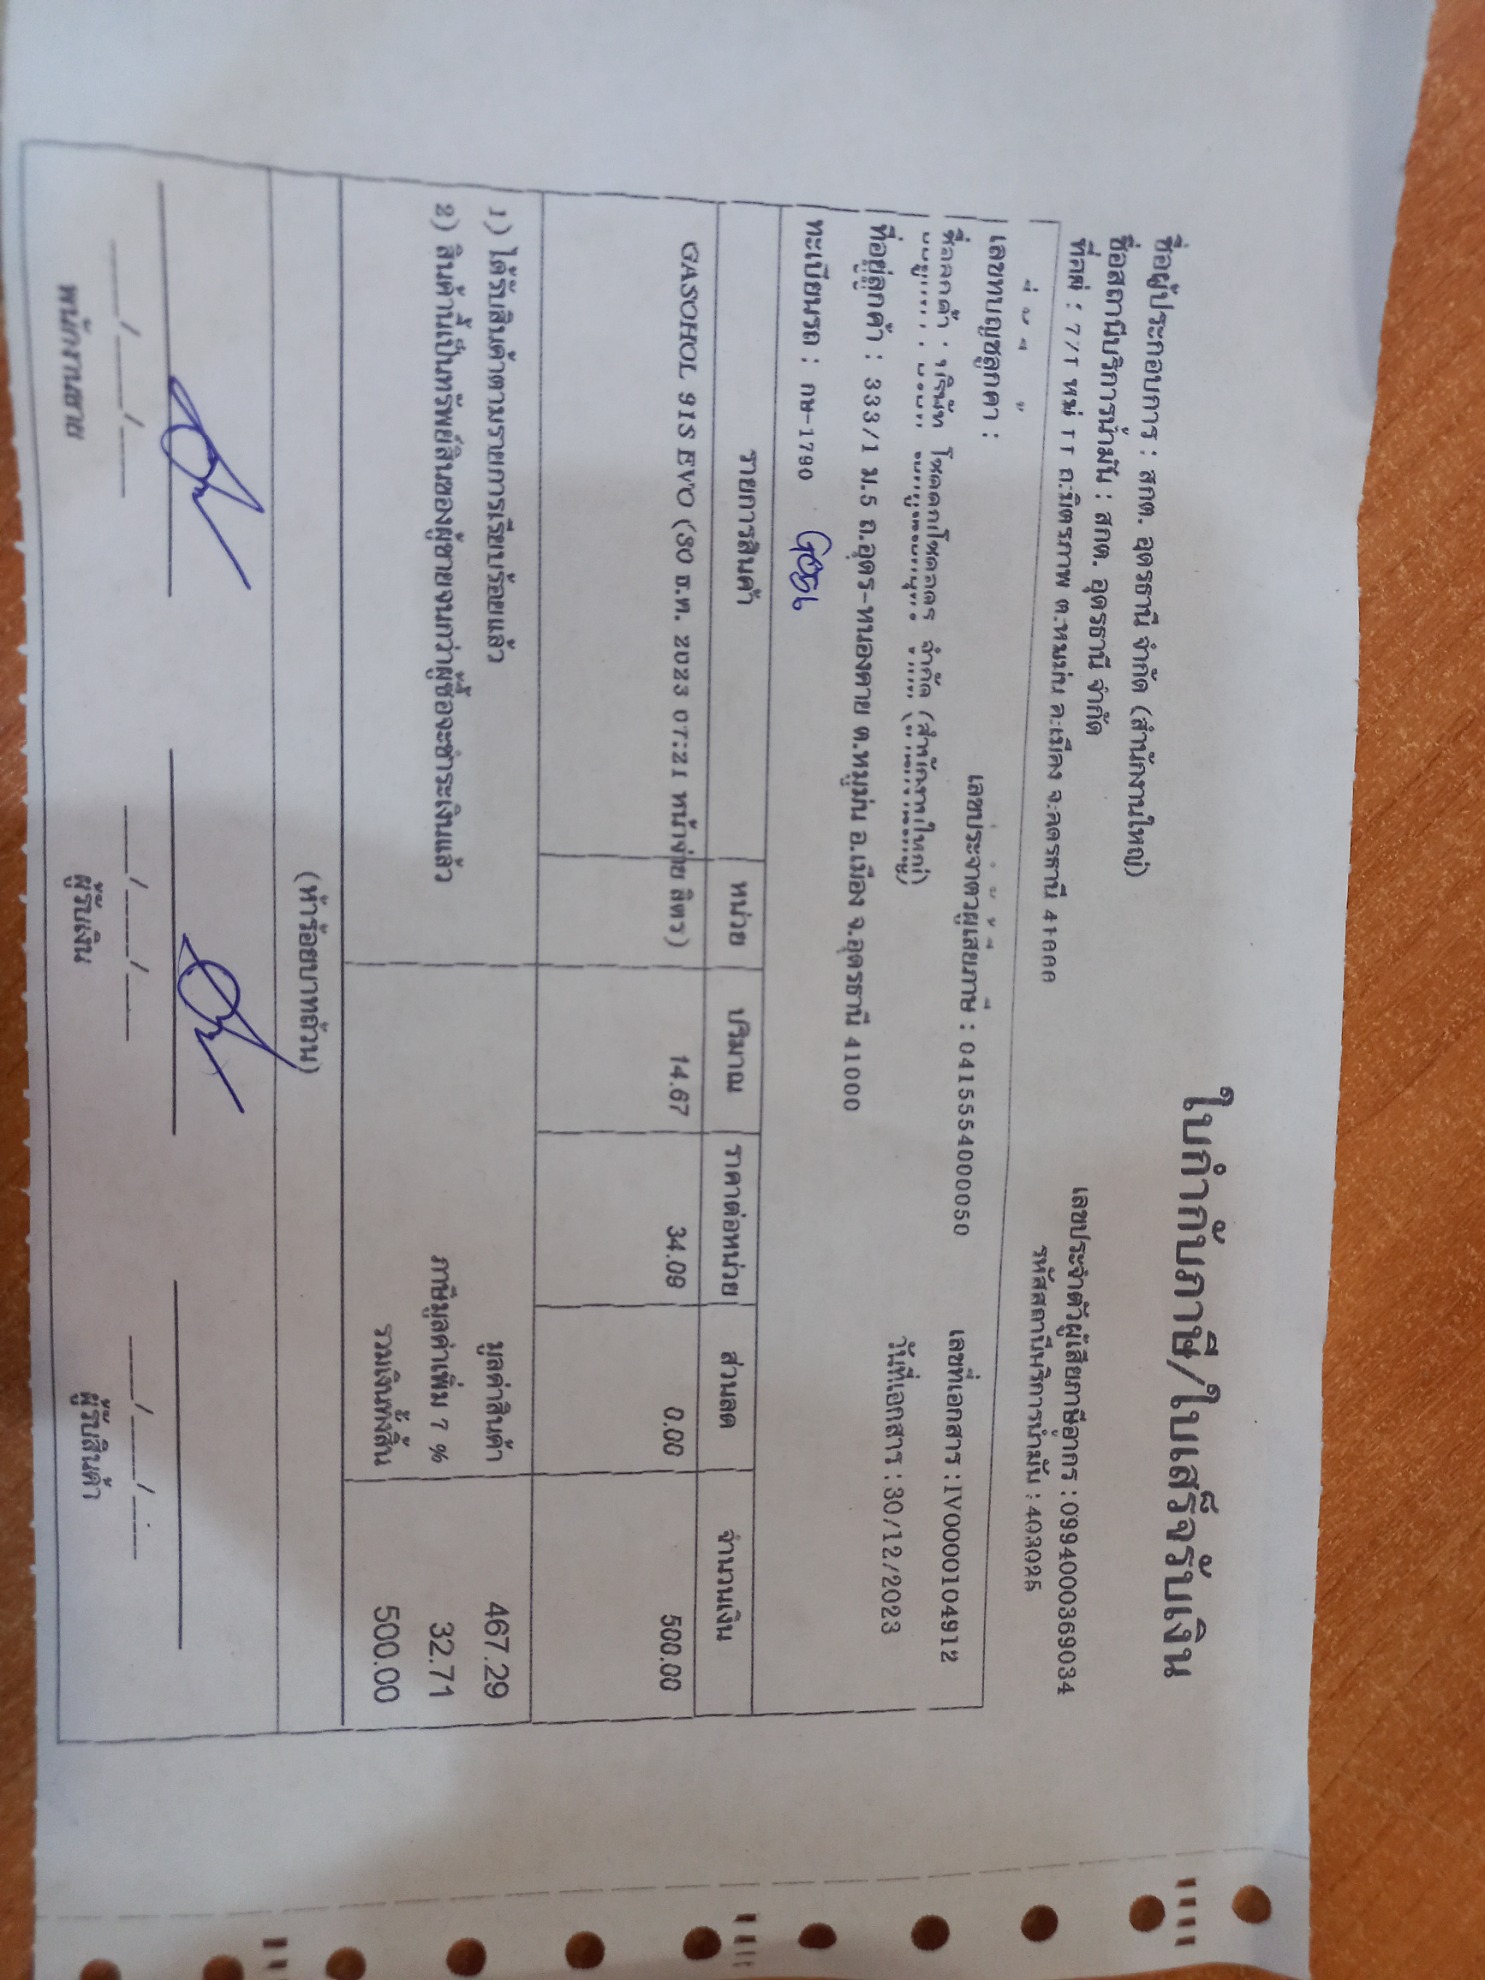 ใบกำกับภาษี/ใบเสร็จรับเงิน
ชื่อผู้ประกอบการ : สกต. อุดรธานี จำกัด (สำนักงานใหญ่)
เลขประจำตัวผู้เสียภาษีอากร : 0994000369034
ชื่อสถานีบริการน้ำมัน : สกต. อุดรธานี จำกัด
รหัสสถานีบริการน้ำมัน : 403025
ที่อยู่ : 77/1 หมู่ 11 ถ.มิตรภาพ ต.หมูม่น อ.เมือง จ.อุดรธานี 41000
เลขที่บัญชีลูกค้า :
เลขประจำตัวผู้เสียภาษี : 0415554000050
เลขที่เอกสาร : IV0000104912
ชื่อลูกค้า : บริษัท โชคดกโชคอุดร จำกัด (สำนักงานใหญ่)
วันที่เอกสาร : 30/12/2023
ที่อยู่ลูกค้า : 333/1 ม.5 ถ.อุดร-หนองคาย ต.หมูม่น อ.เมือง จ.อุดรธานี 41000
ทะเบียนรถ : กษ-1790
รายการสินค้า หน่วย ปริมาณ ราคาต่อหน่วย ส่วนลด จำนวนเงิน
GASOHOL 91S EVO (30 ธ.ค. 2023 07:21 หน้าจ่าย ลิตร) 14.67 34.09 0.00 500.00
1) ได้รับสินค้าตามรายการเรียบร้อยแล้ว
มูลค่าสินค้า 467.29
2) สินค้านี้เป็นทรัพย์สินของผู้ขายจนกว่าผู้ซื้อจะชำระเงินแล้ว
ภาษีมูลค่าเพิ่ม 7 % 32.71
รวมเงินทั้งสิ้น 500.00
(ห้าร้อยบาทถ้วน)
___/___/___ ___/___/___ ___/___/___
พนักงานขาย ผู้รับเงิน ผู้รับสินค้า